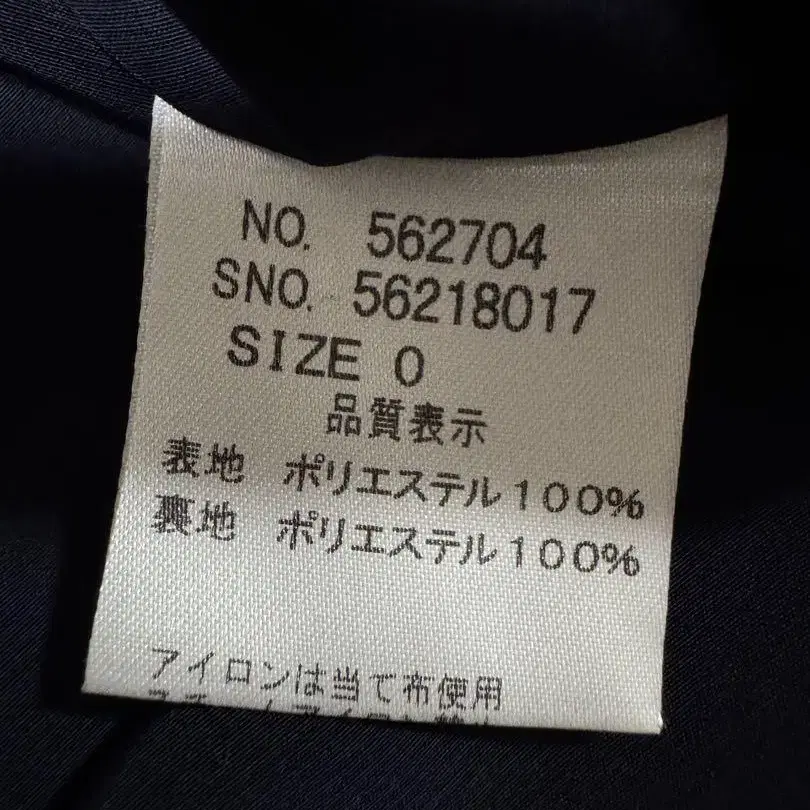 NO. 562704
SNO. 56218017
SIZE 0
品質表示
表地 ポリエステル100%
裏地 ポリエステル100%
アイロンは当て布使用